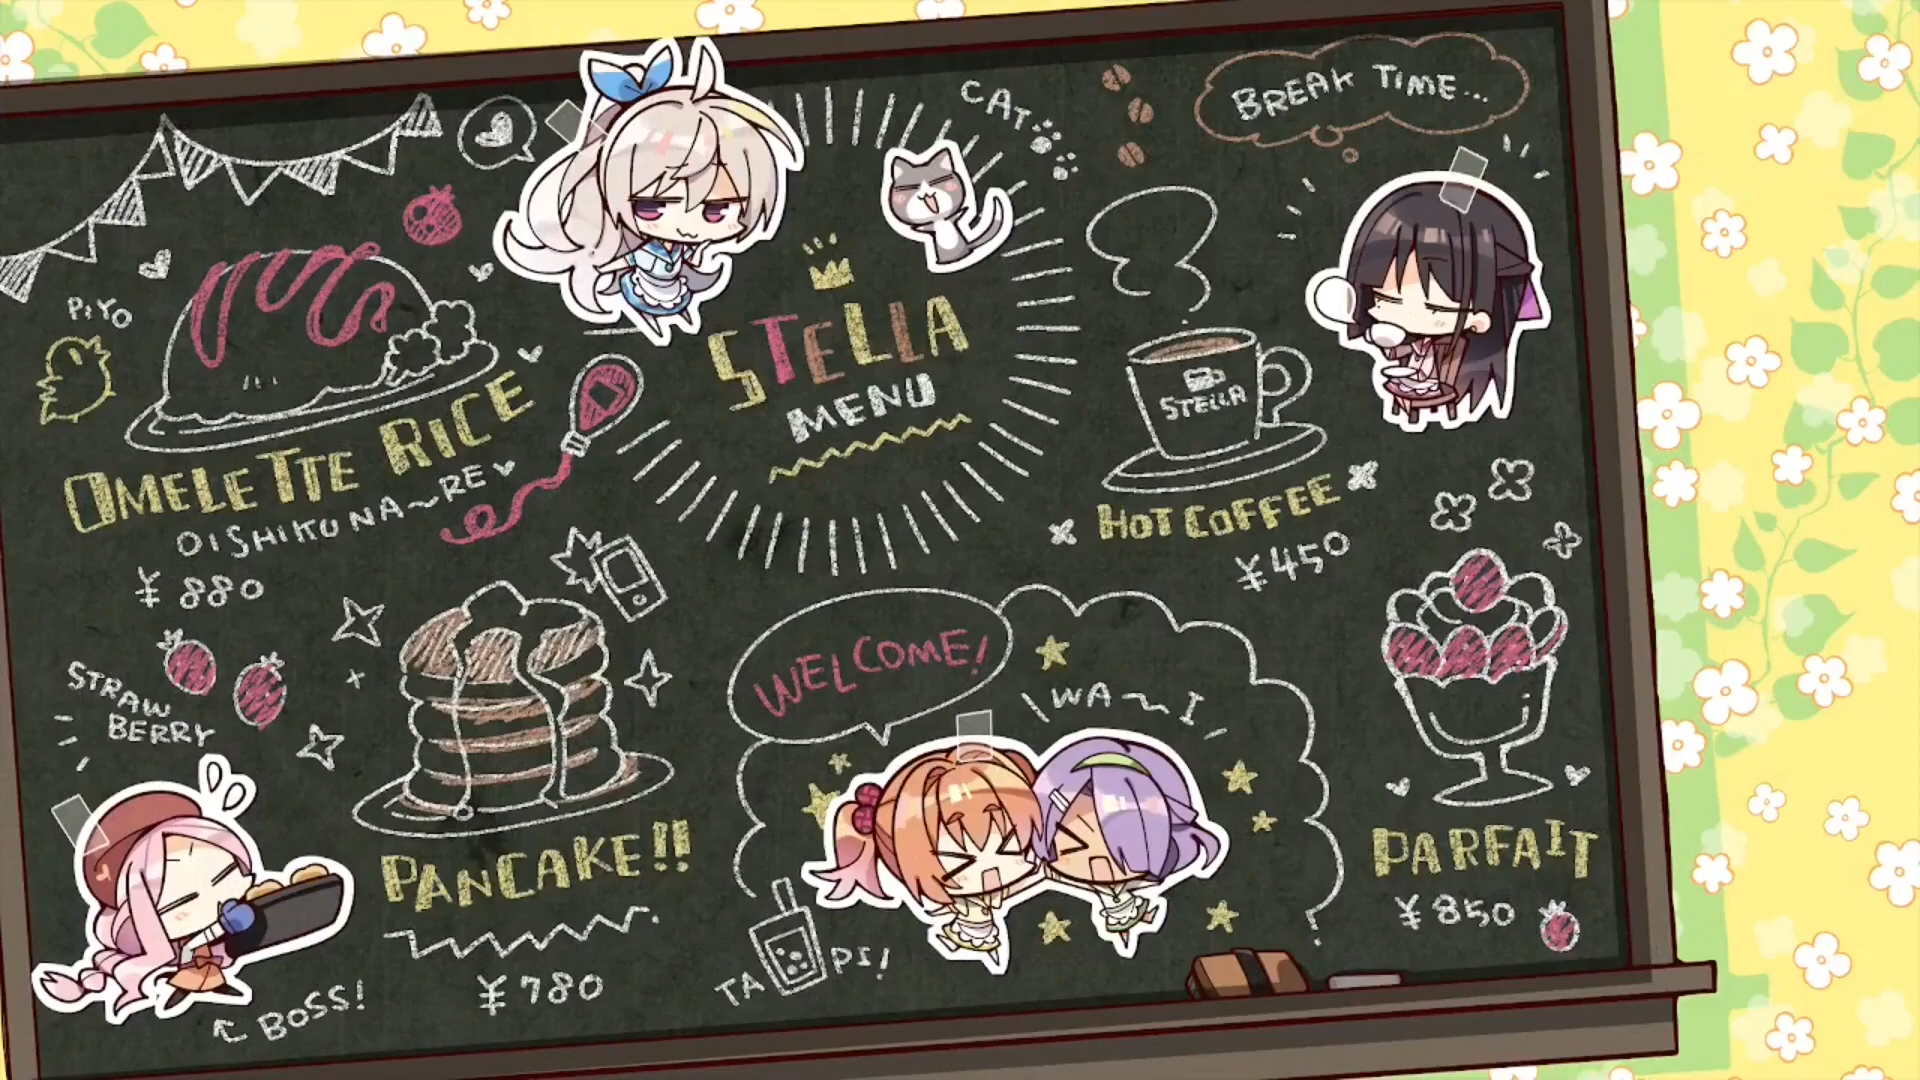 BREAK TIME...
CAT
PiYO
STELLA
MENU
STELLA
OMELETTE RICE
OISHIKUNA～RE♥
¥880
HOT COFFEE
¥450
STRAW
BERRY
WELCOME!
\WA～I
PANCAKE!!
¥780
PARFAIT
¥850
TA PI!
BOSS!